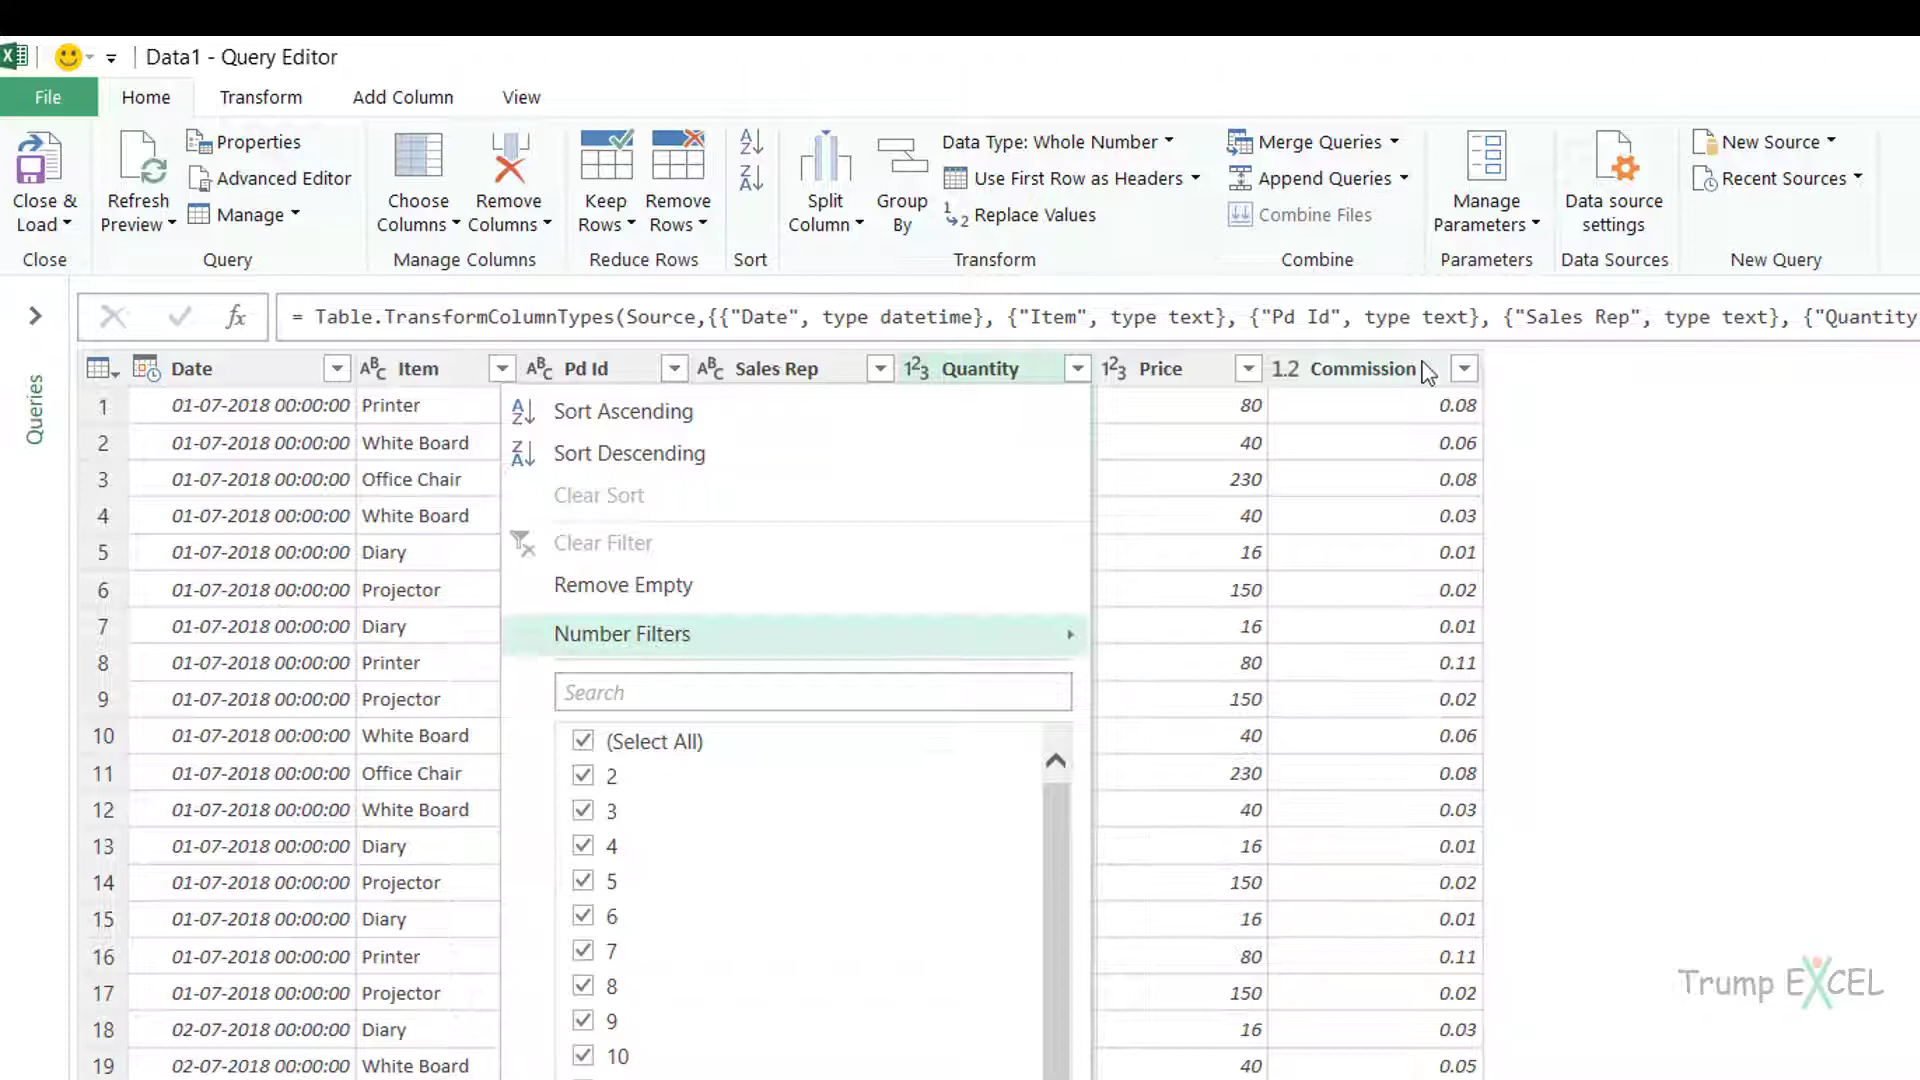 Data1 - Query Editor
File Home Transform Add Column View
Close & Load
Close
Refresh Preview
Properties
Advanced Editor
Manage
Query
Choose Columns
Remove Columns
Manage Columns
Keep Rows
Remove Rows
Reduce Rows
Sort
Split Column
Group By
Data Type: Whole Number
Use First Row as Headers
Replace Values
Transform
Merge Queries
Append Queries
Combine Files
Combine
Manage Parameters
Parameters
Data source settings
Data Sources
New Source
Recent Sources
New Query
fx = Table.TransformColumnTypes(Source,{{"Date", type datetime}, {"Item", type text}, {"Pd Id", type text}, {"Sales Rep", type text}, {"Quantity
Queries
Date ABC Item ABC Pd Id ABC Sales Rep 123 Quantity 123 Price 1.2 Commission
1 01-07-2018 00:00:00 Printer 80 0.08
2 01-07-2018 00:00:00 White Board 40 0.06
3 01-07-2018 00:00:00 Office Chair 230 0.08
4 01-07-2018 00:00:00 White Board 40 0.03
5 01-07-2018 00:00:00 Diary 16 0.01
6 01-07-2018 00:00:00 Projector 150 0.02
7 01-07-2018 00:00:00 Diary 16 0.01
8 01-07-2018 00:00:00 Printer 80 0.11
9 01-07-2018 00:00:00 Projector 150 0.02
10 01-07-2018 00:00:00 White Board 40 0.06
11 01-07-2018 00:00:00 Office Chair 230 0.08
12 01-07-2018 00:00:00 White Board 40 0.03
13 01-07-2018 00:00:00 Diary 16 0.01
14 01-07-2018 00:00:00 Projector 150 0.02
15 01-07-2018 00:00:00 Diary 16 0.01
16 01-07-2018 00:00:00 Printer 80 0.11
17 01-07-2018 00:00:00 Projector 150 0.02
18 02-07-2018 00:00:00 Diary 16 0.03
19 02-07-2018 00:00:00 White Board 40 0.05
Sort Ascending
Sort Descending
Clear Sort
Clear Filter
Remove Empty
Number Filters
Search
(Select All)
2
3
4
5
6
7
8
9
10
Trump EXCEL